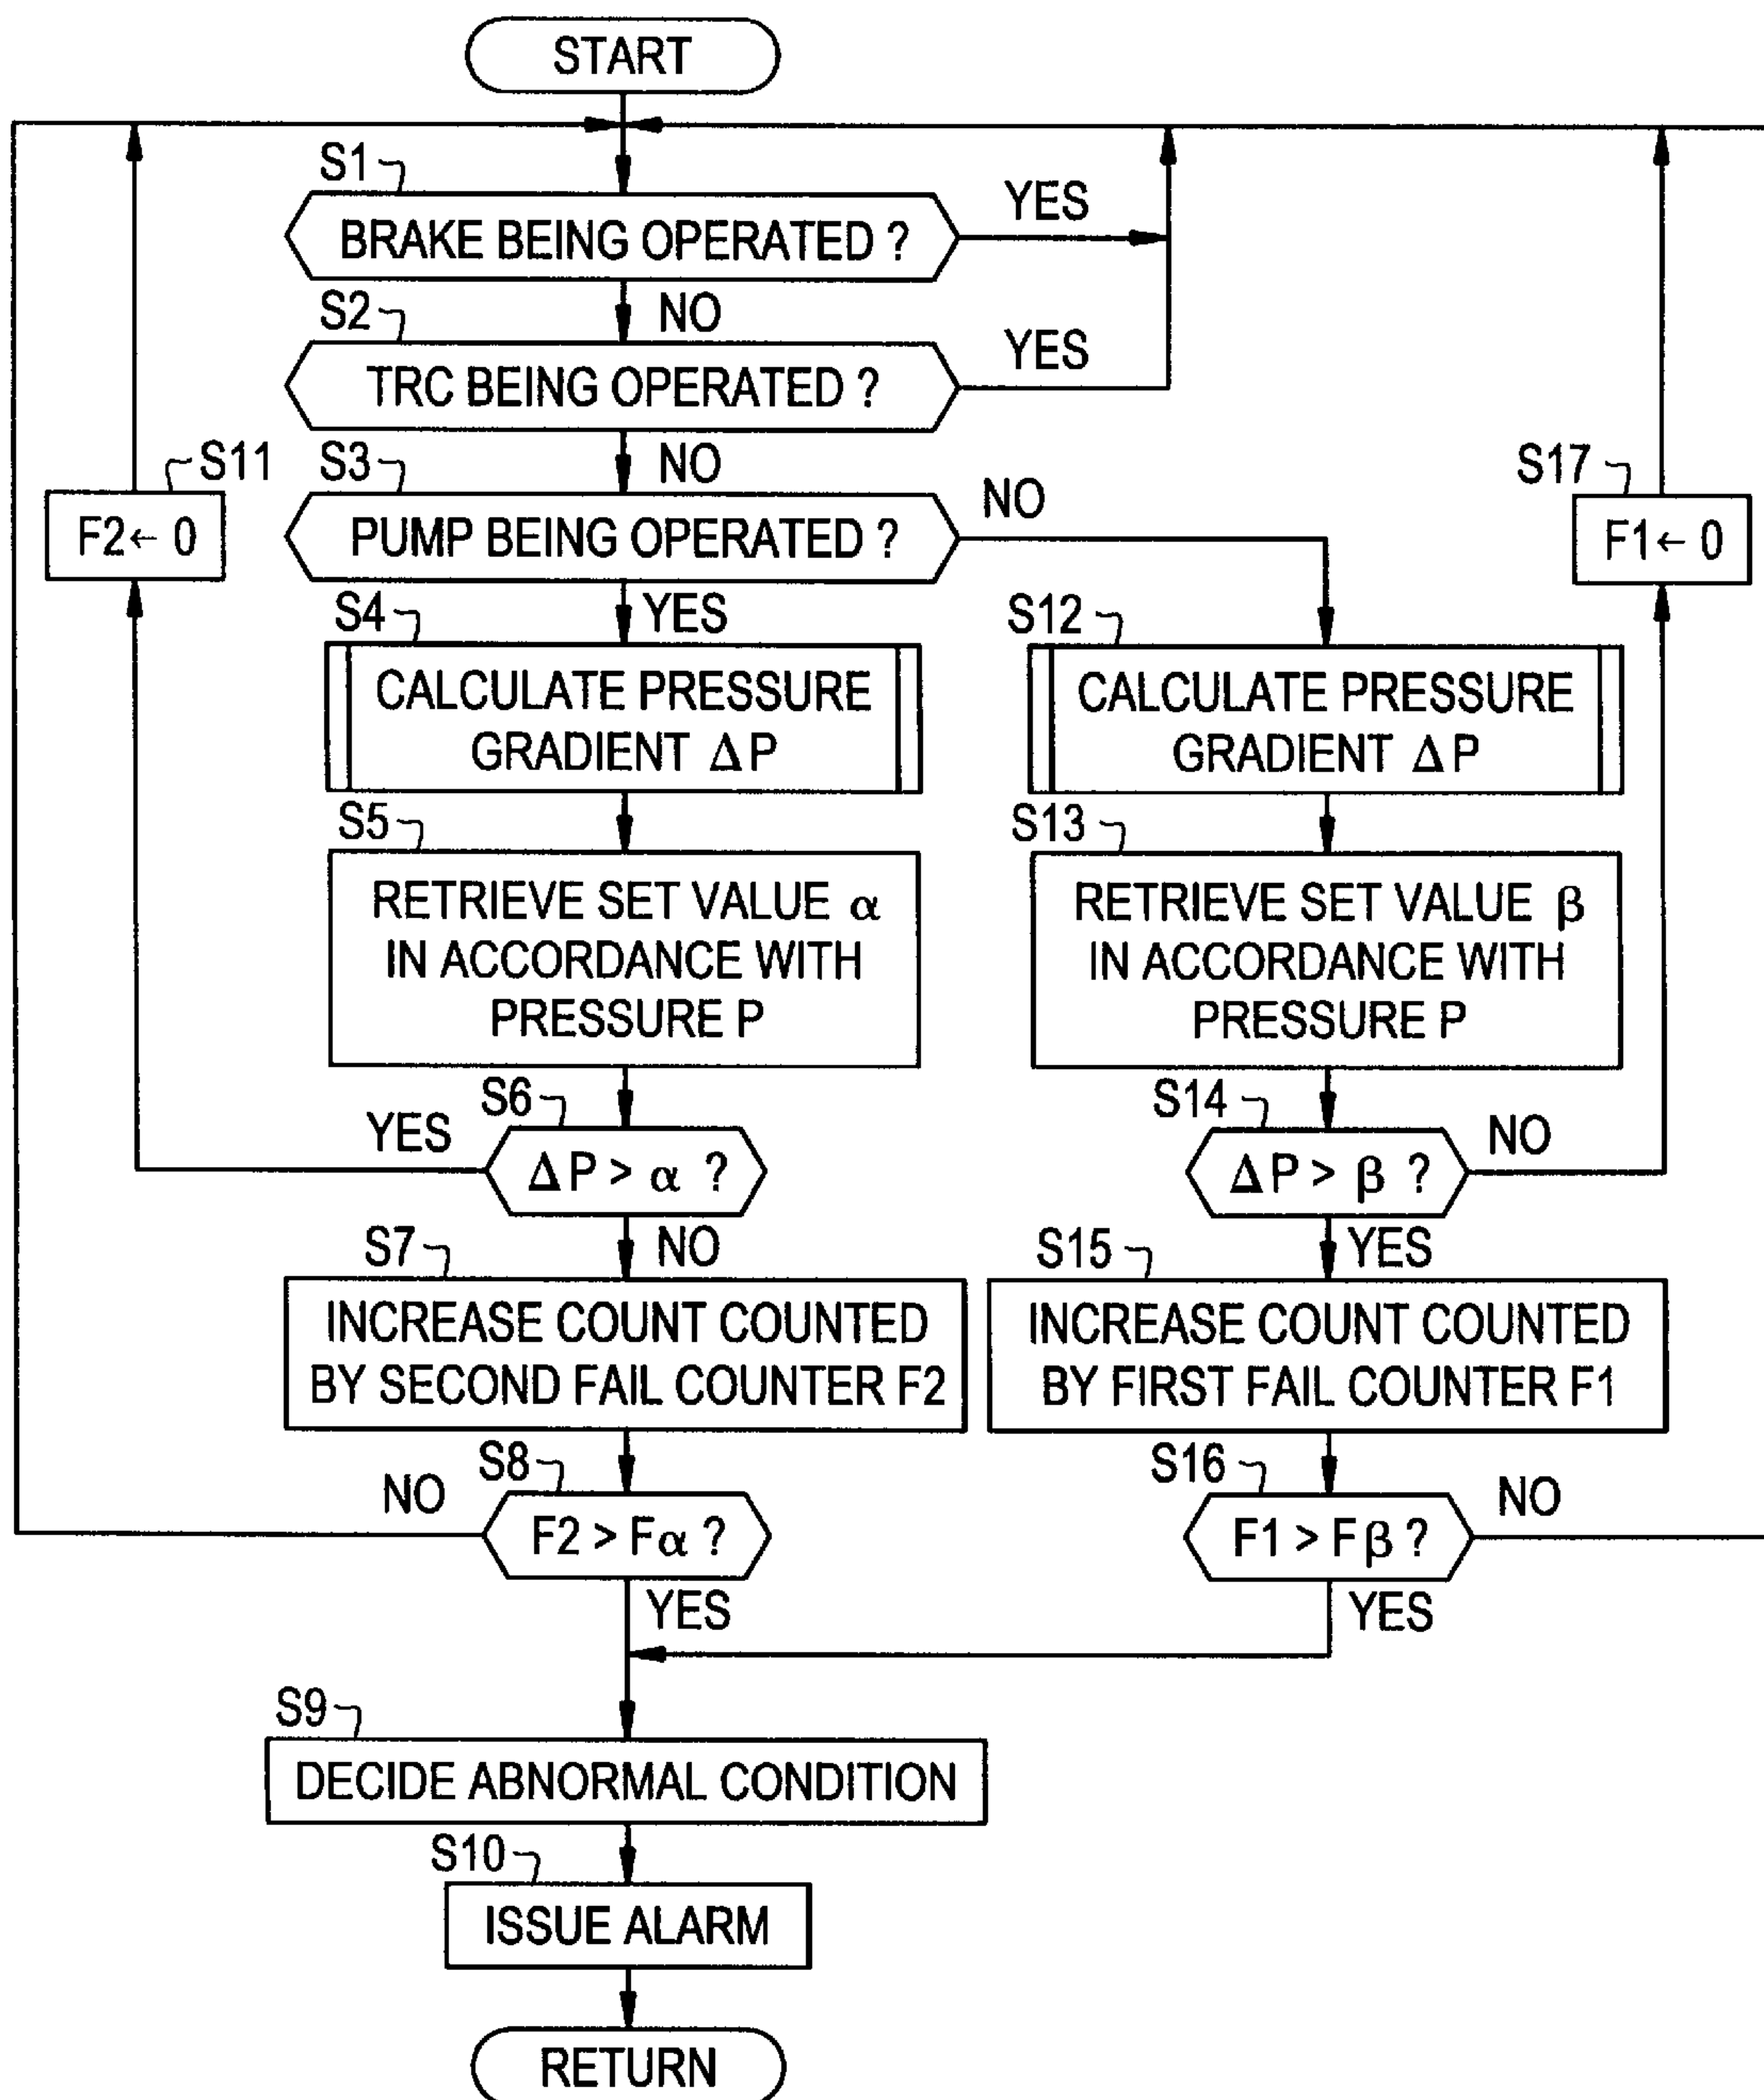 START
S1
BRAKE BEING OPERATED ?
YES
NO
S2
TRC BEING OPERATED ?
YES
NO
S11
F2← 0
S3
PUMP BEING OPERATED ?
NO
S17
F1← 0
YES
S4
CALCULATE PRESSURE
GRADIENT ΔP
S12
CALCULATE PRESSURE
GRADIENT ΔP
S5
RETRIEVE SET VALUE α
IN ACCORDANCE WITH
PRESSURE P
S13
RETRIEVE SET VALUE β
IN ACCORDANCE WITH
PRESSURE P
S6
YES
ΔP > α ?
NO
S14
ΔP > β ?
NO
YES
S7
INCREASE COUNT COUNTED
BY SECOND FAIL COUNTER F2
S15
INCREASE COUNT COUNTED
BY FIRST FAIL COUNTER F1
S8
NO
F2 > Fα ?
YES
S16
F1 > Fβ ?
NO
YES
S9
DECIDE ABNORMAL CONDITION
S10
ISSUE ALARM
RETURN